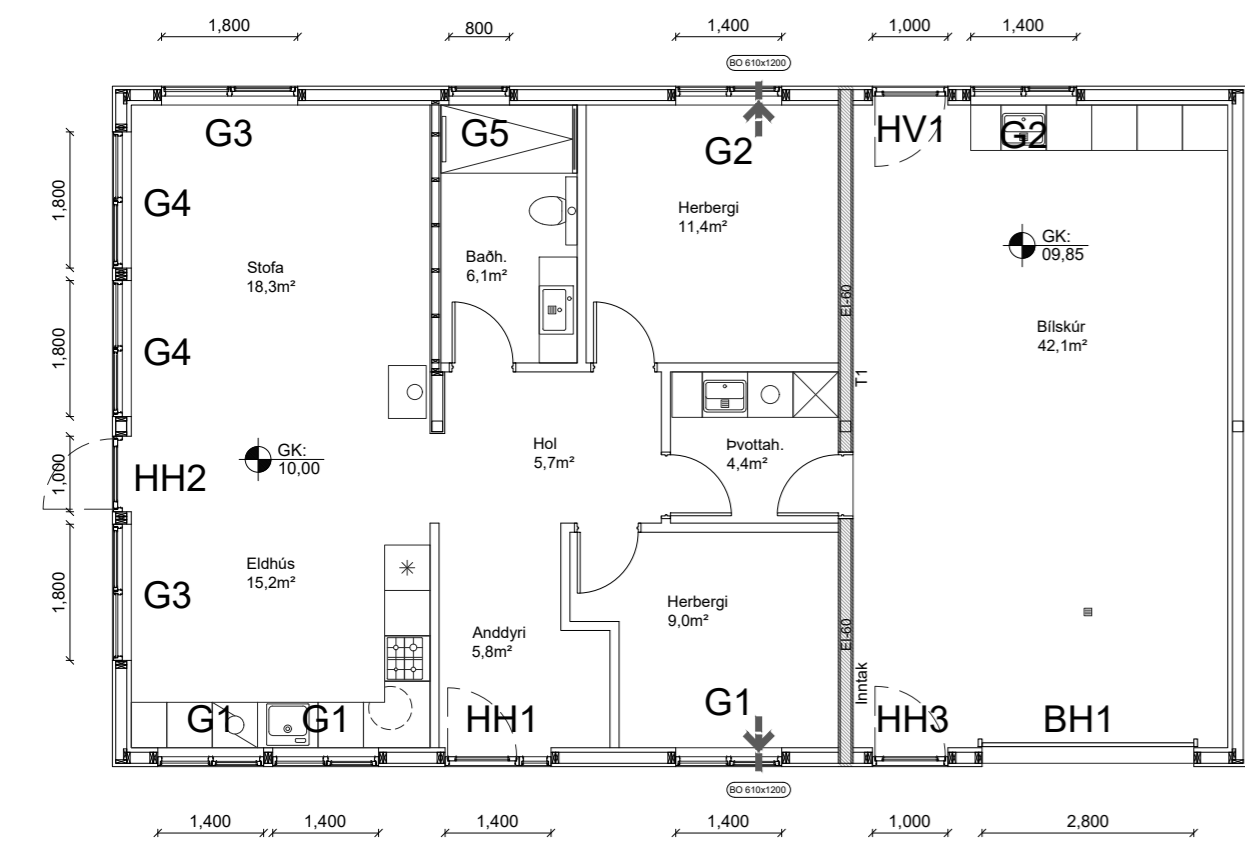 1,800
800
1,400
1,000
1,400
BO 610x1200
G3
G5
G2
HV1
G2
1,800
G4
Herbergi
11,4m²
Stofa
18,3m²
Baðh.
6,1m²
GK:
09,85
EI-60
Bílskúr
42,1m²
1,800
G4
T1
Hol
5,7m²
Þvottah.
4,4m²
GK:
10,00
1,000
HH2
Eldhús
15,2m²
1,800
G3
Herbergi
9,0m²
Anddyri
5,8m²
EI-60
Inntak
G1
G1
HH1
G1
HH3
BH1
BO 610x1200
1,400
1,400
1,400
1,400
1,000
2,800